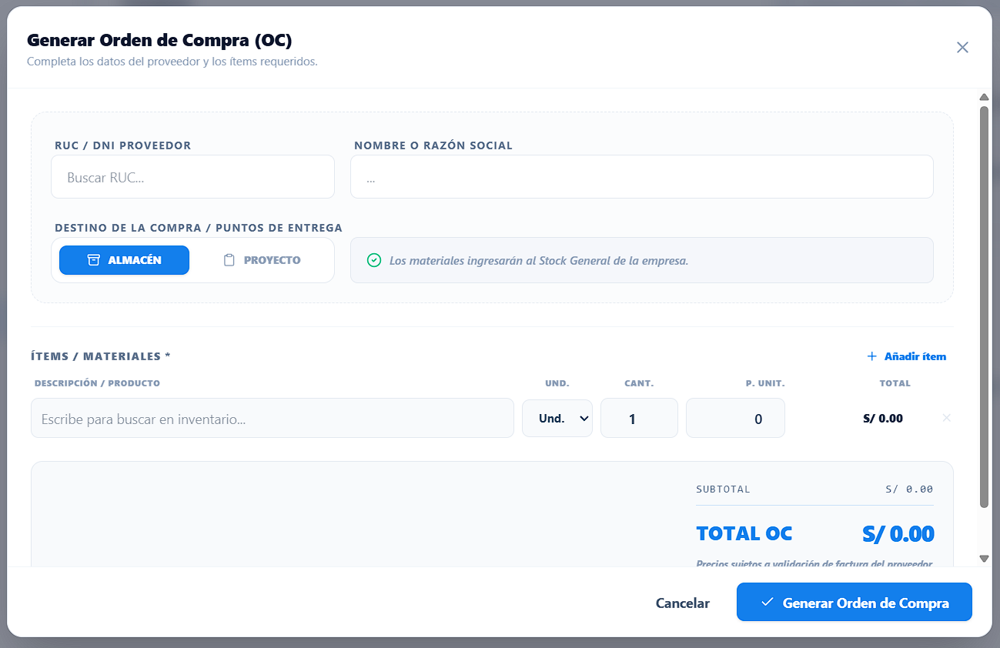 Generar Orden de Compra (OC)
Completa los datos del proveedor y los ítems requeridos.
RUC / DNI PROVEEDOR
NOMBRE O RAZÓN SOCIAL
Buscar RUC...
...
DESTINO DE LA COMPRA / PUNTOS DE ENTREGA
ALMACÉN
PROYECTO
Los materiales ingresarán al Stock General de la empresa.
ÍTEMS / MATERIALES *
+ Añadir ítem
DESCRIPCIÓN / PRODUCTO
UND.
CANT.
P. UNIT.
TOTAL
Escribe para buscar en inventario...
Und.
1
0
S/ 0.00
SUBTOTAL
S/ 0.00
TOTAL OC
S/ 0.00
Precios sujetos a validación de factura del proveedor
Cancelar
Generar Orden de Compra